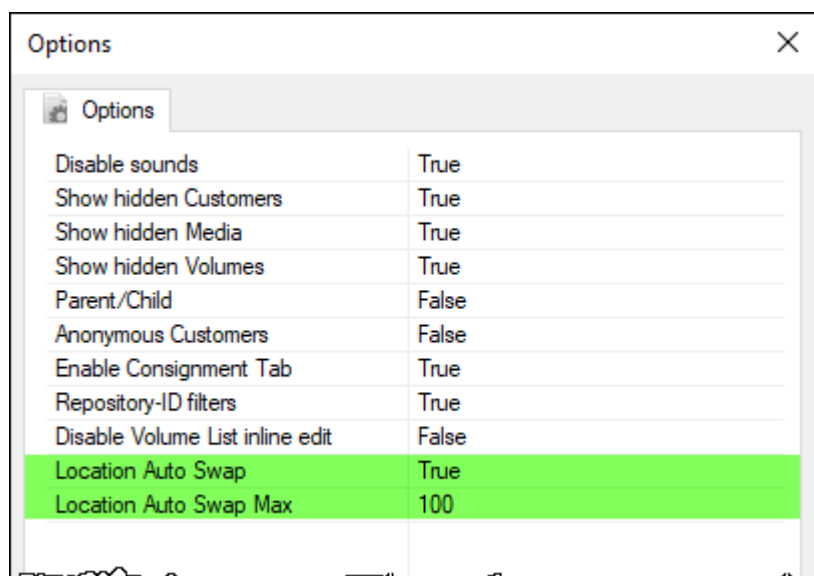 Options
Options
Disable sounds True
Show hidden Customers True
Show hidden Media True
Show hidden Volumes True
Parent/Child False
Anonymous Customers False
Enable Consignment Tab True
Repository-ID filters True
Disable Volume List inline edit False
Location Auto Swap True
Location Auto Swap Max 100